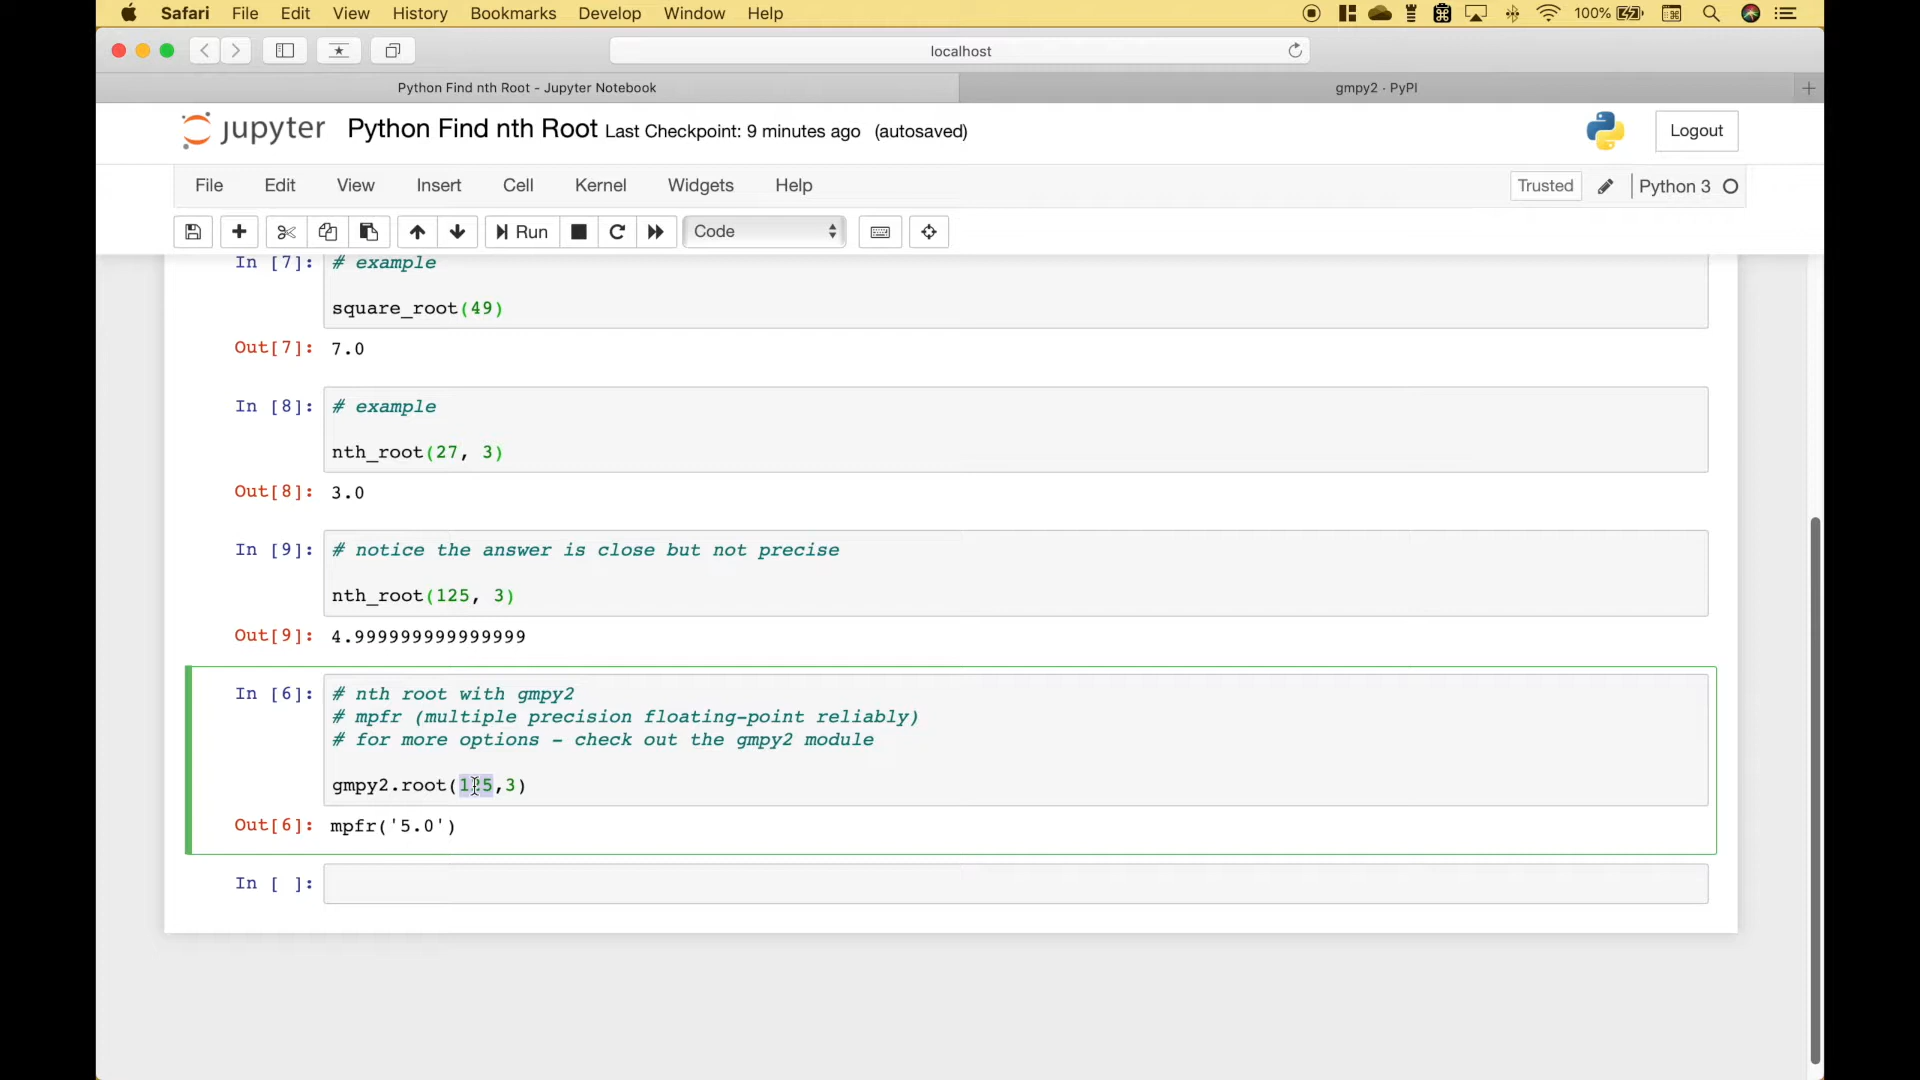 Safari File Edit View History Bookmarks Develop Window Help 100%
localhost
Python Find nth Root - Jupyter Notebook gmpy2 · PyPI
jupyter Python Find nth Root Last Checkpoint: 9 minutes ago (autosaved) Logout
File Edit View Insert Cell Kernel Widgets Help Trusted Python 3
Run Code
In [7]: # example
square_root(49)
Out[7]: 7.0
In [8]: # example
nth_root(27, 3)
Out[8]: 3.0
In [9]: # notice the answer is close but not precise
nth_root(125, 3)
Out[9]: 4.999999999999999
In [6]: # nth root with gmpy2
# mpfr (multiple precision floating-point reliably)
# for more options - check out the gmpy2 module
gmpy2.root(125,3)
Out[6]: mpfr('5.0')
In [ ]: